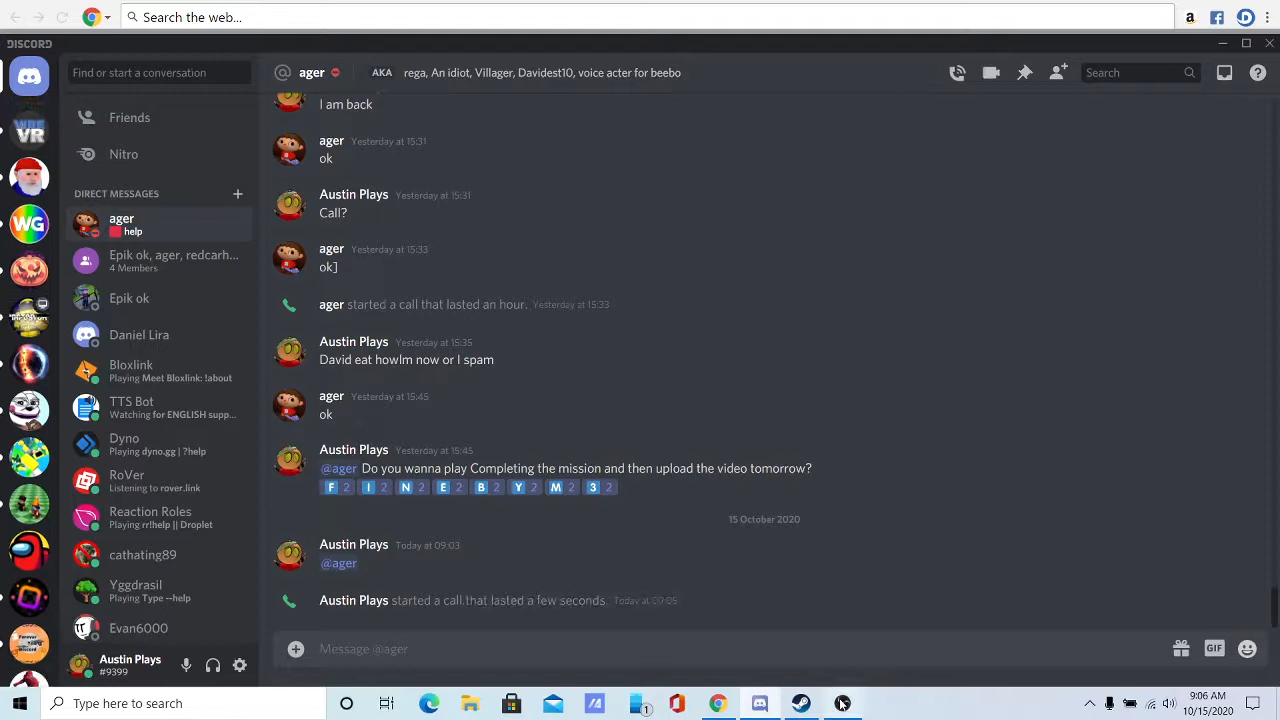 Search the web...
DISCORD
Find or start a conversation
ager
AKA rega, An idiot, Villager, Davidest10, voice acter for beebo
Search
Friends
Nitro
DIRECT MESSAGES
ager
help
Epik ok, ager, redcarh...
4 Members
Epik ok
Daniel Lira
Bloxlink
Playing Meet Bloxlink: !about
TTS Bot
Watching for ENGLISH supp...
Dyno
Playing dyno.gg | ?help
RoVer
Listening to rover.link
Reaction Roles
Playing rr!help || Droplet
cathating89
Yggdrasil
Playing Type --help
Evan6000
Austin Plays
#9399
VR
WG
I am back
ager Yesterday at 15:31
ok
Austin Plays Yesterday at 15:31
Call?
ager Yesterday at 15:33
ok]
ager started a call that lasted an hour. Yesterday at 15:33
Austin Plays Yesterday at 15:35
David eat howlm now or I spam
ager Yesterday at 15:45
ok
Austin Plays Yesterday at 15:45
@ager Do you wanna play Completing the mission and then upload the video tomorrow?
F 2 I 2 N 2 E 2 B 2 Y 2 M 2 3 2
15 October 2020
Austin Plays Today at 09:03
@ager
Austin Plays started a call that lasted a few seconds. Today at 09:05
Message @ager
GIF
Type here to search
1
9:06 AM
10/15/2020